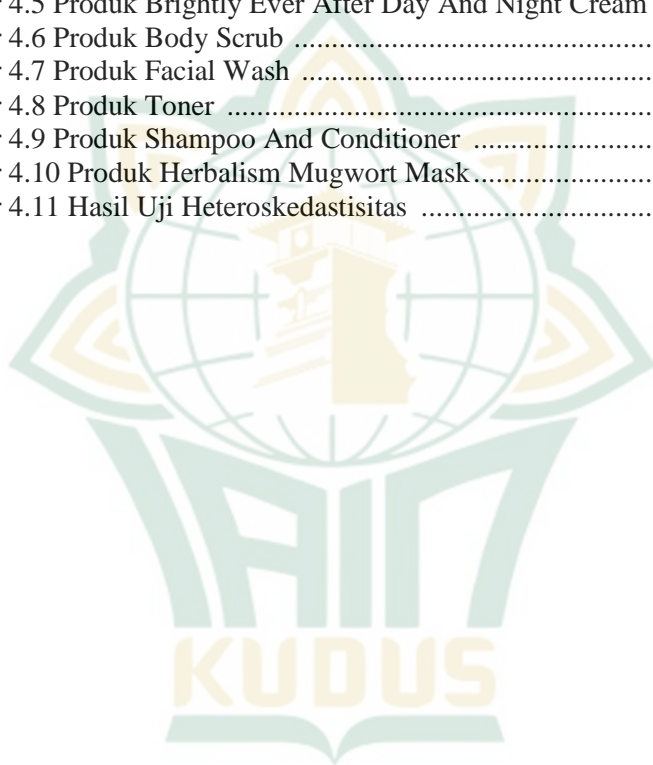 4.5 Produk Brightly Ever After Day And Night Cream
4.6 Produk Body Scrub ................................................
4.7 Produk Facial Wash ...............................................
4.8 Produk Toner .........................................................
4.9 Produk Shampoo And Conditioner ........................
4.10 Produk Herbalism Mugwort Mask........................
4.11 Hasil Uji Heteroskedastisitas ...............................
IAIN
KUDUS